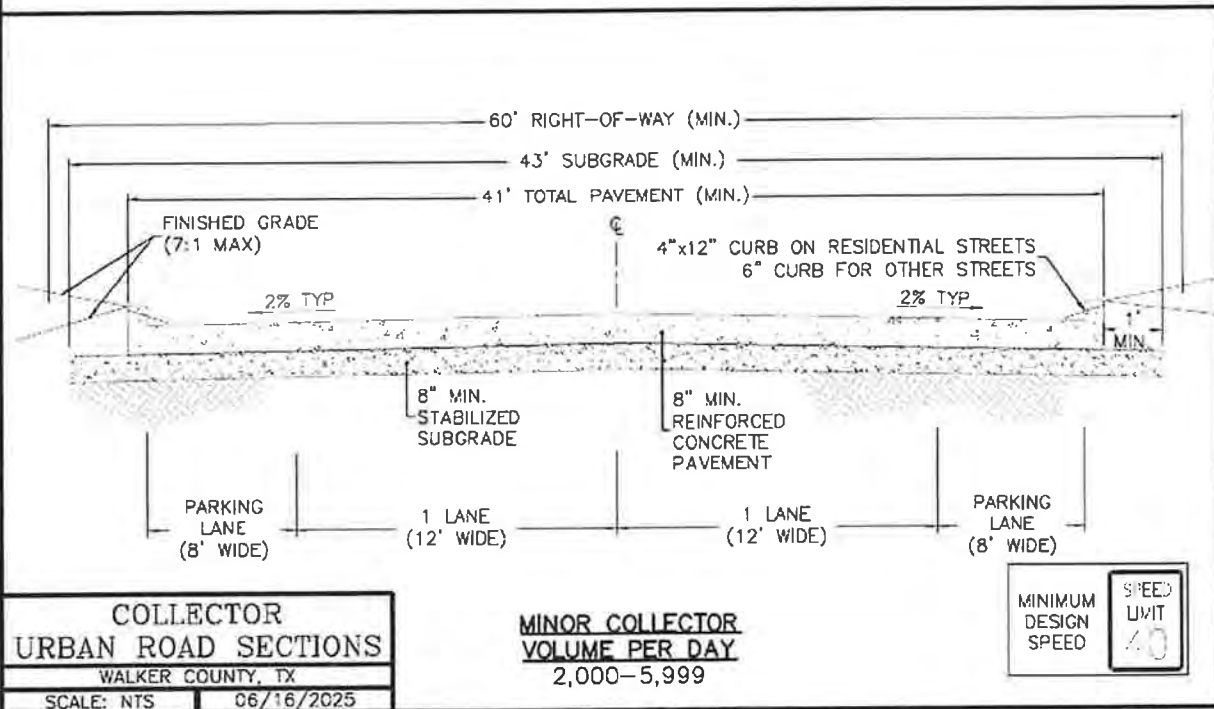 60' RIGHT-OF-WAY (MIN.)
43' SUBGRADE (MIN.)
41' TOTAL PAVEMENT (MIN.)
FINISHED GRADE
(7:1 MAX)
℄
4"x12" CURB ON RESIDENTIAL STREETS
6" CURB FOR OTHER STREETS
2% TYP
2% TYP
1'
MIN.
8" MIN.
STABILIZED
SUBGRADE
8" MIN.
REINFORCED
CONCRETE
PAVEMENT
PARKING
LANE
(8' WIDE)
1 LANE
(12' WIDE)
1 LANE
(12' WIDE)
PARKING
LANE
(8' WIDE)
COLLECTOR
URBAN ROAD SECTIONS
WALKER COUNTY, TX
SCALE: NTS
06/16/2025
MINOR COLLECTOR
VOLUME PER DAY
2,000-5,999
MINIMUM
DESIGN
SPEED
SPEED
LIMIT
40